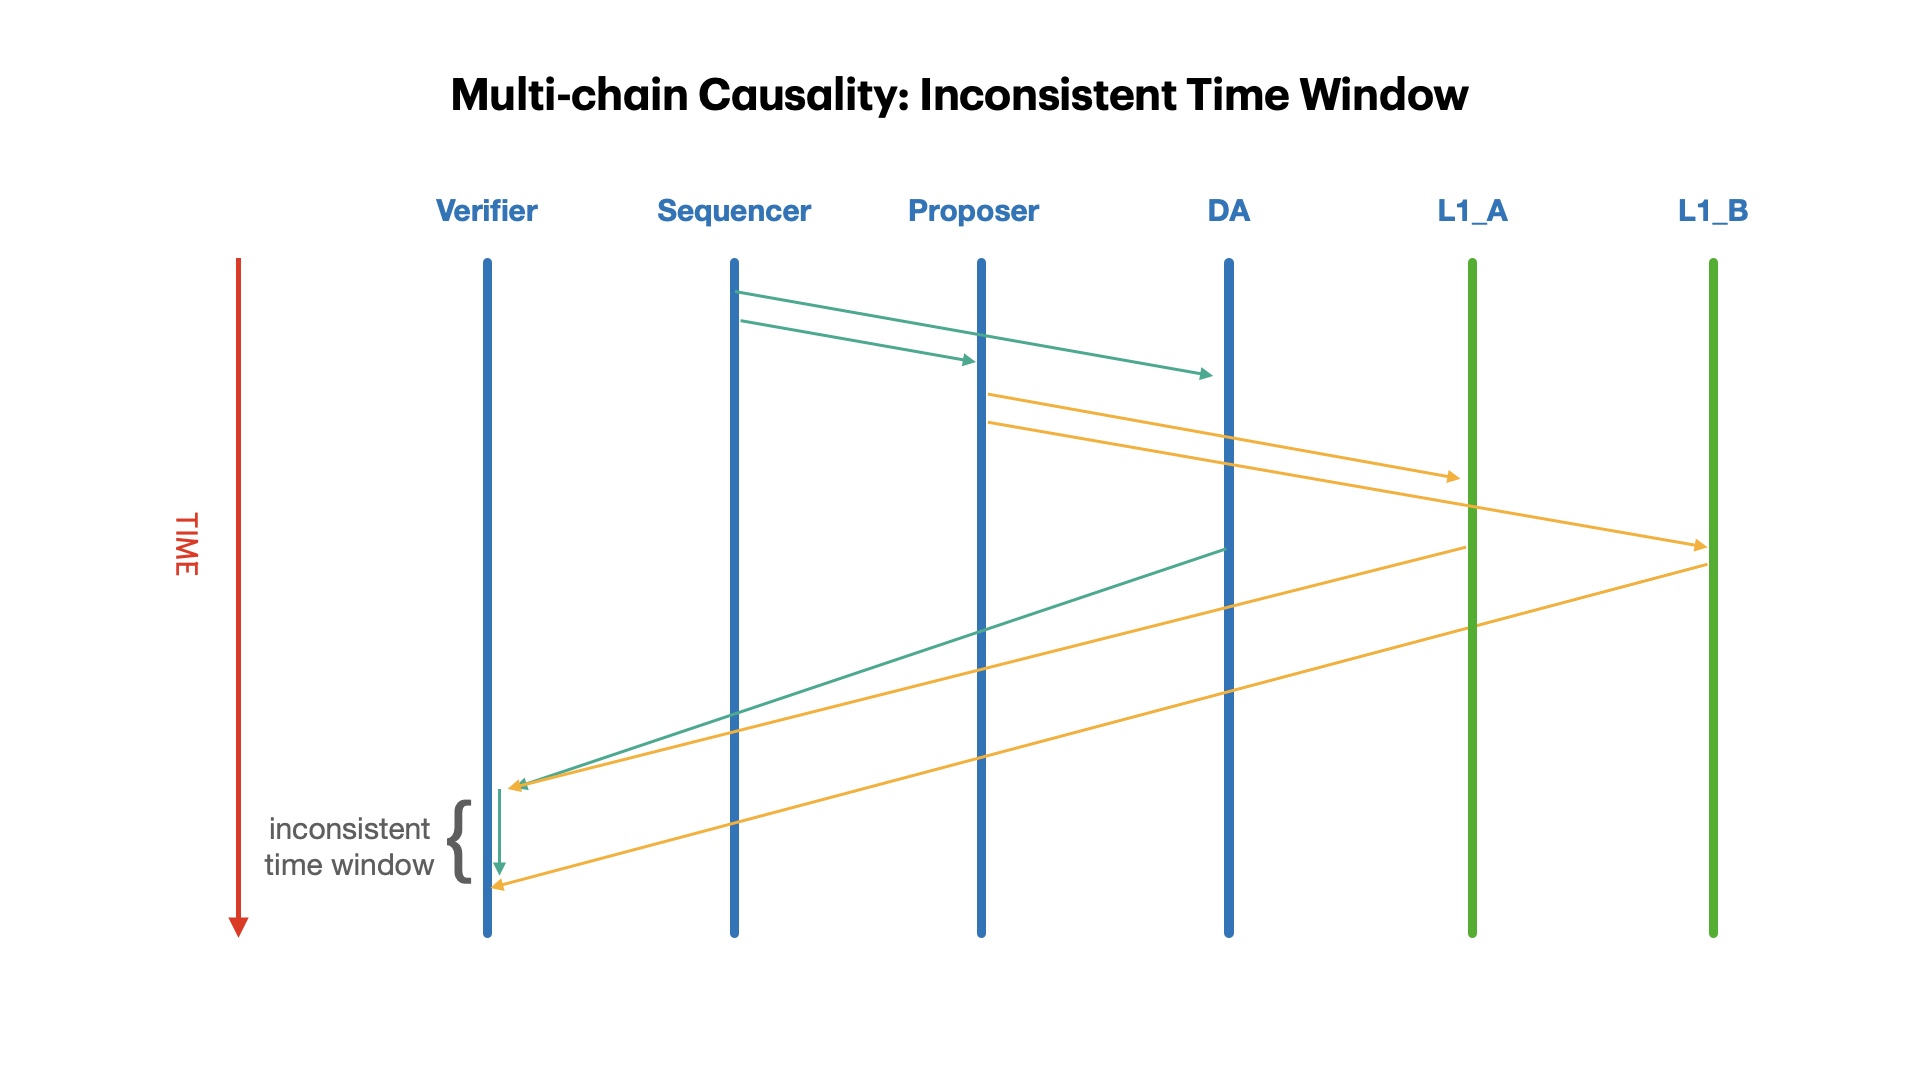 Multi-chain Causality: Inconsistent Time Window
Verifier
Sequencer
Proposer
DA
L1_A
L1_B
TIME
inconsistent
time window